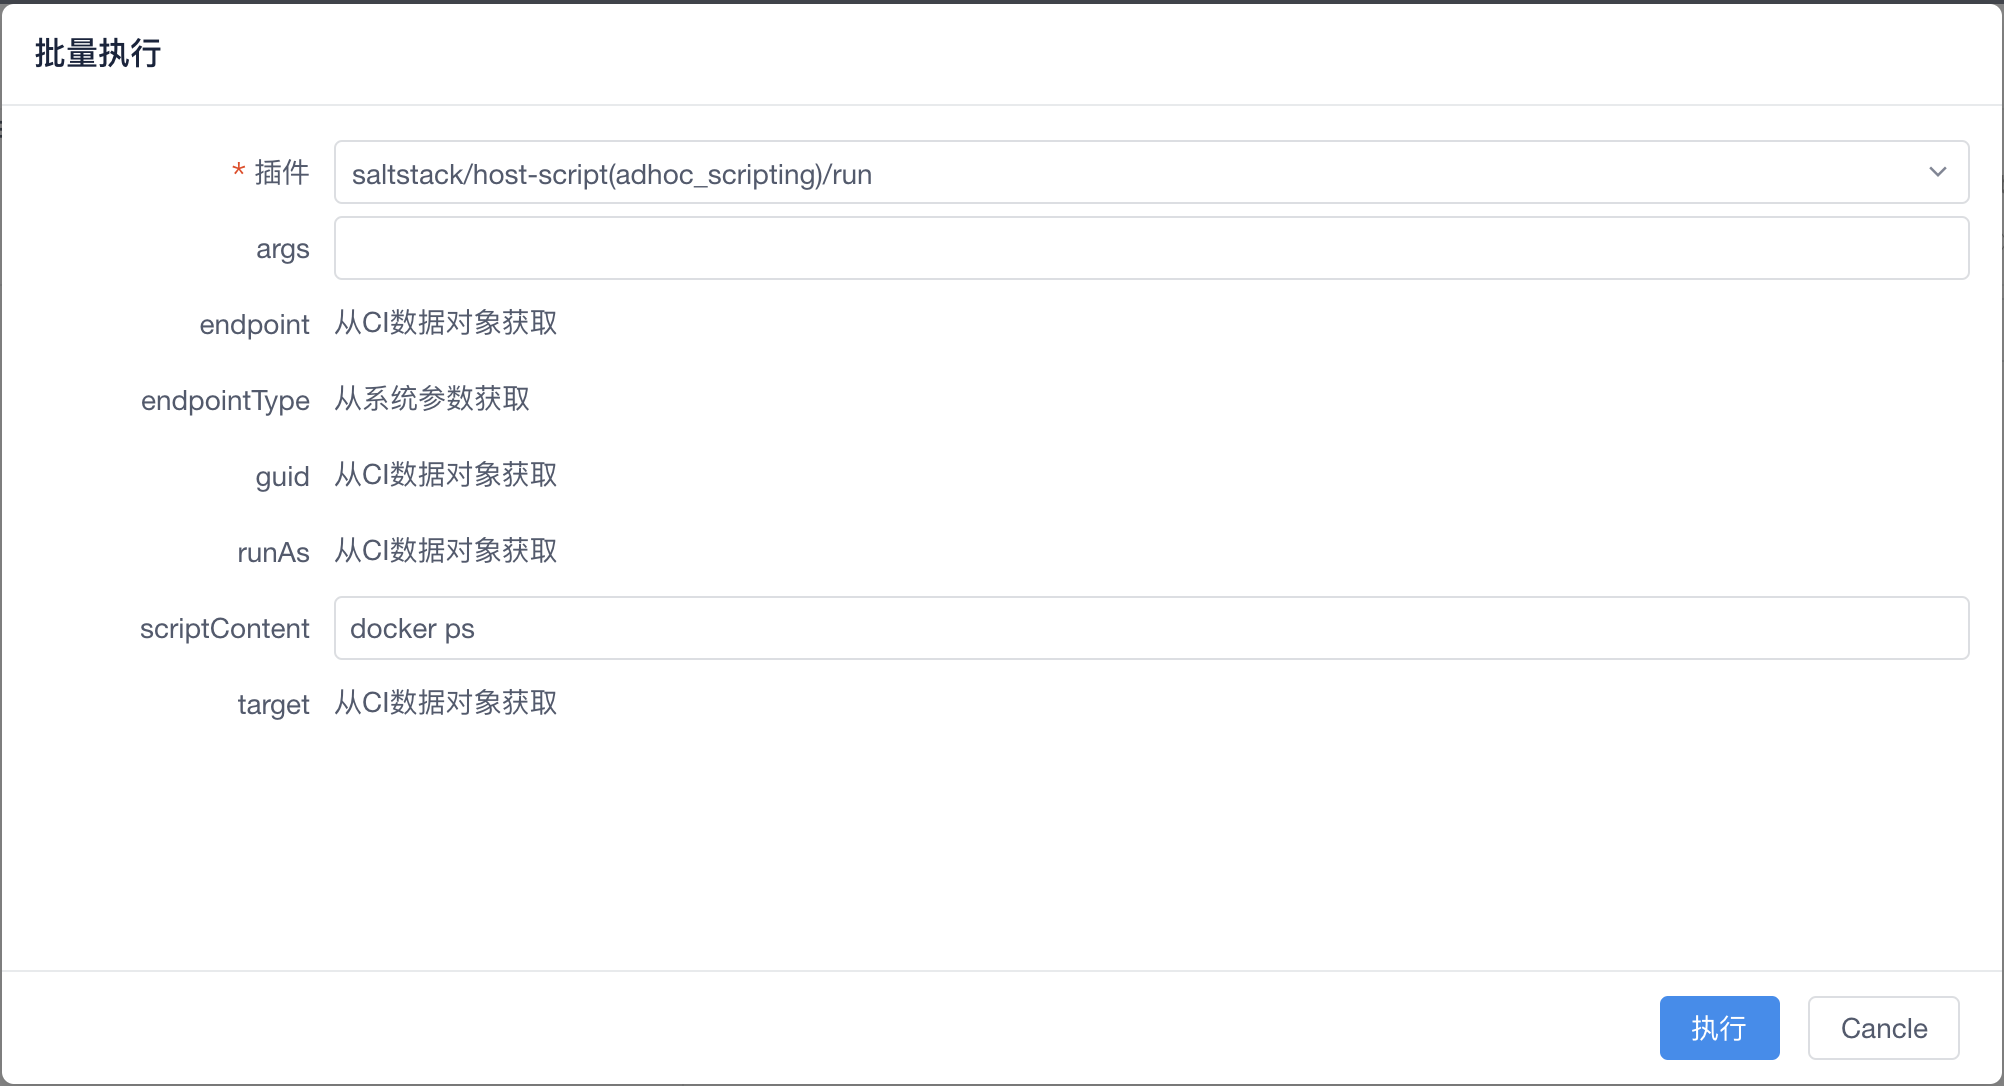 批量执行
* 插件 saltstack/host-script(adhoc_scripting)/run
args
endpoint 从CI数据对象获取
endpointType 从系统参数获取
guid 从CI数据对象获取
runAs 从CI数据对象获取
scriptContent docker ps
target 从CI数据对象获取
执行 Cancle